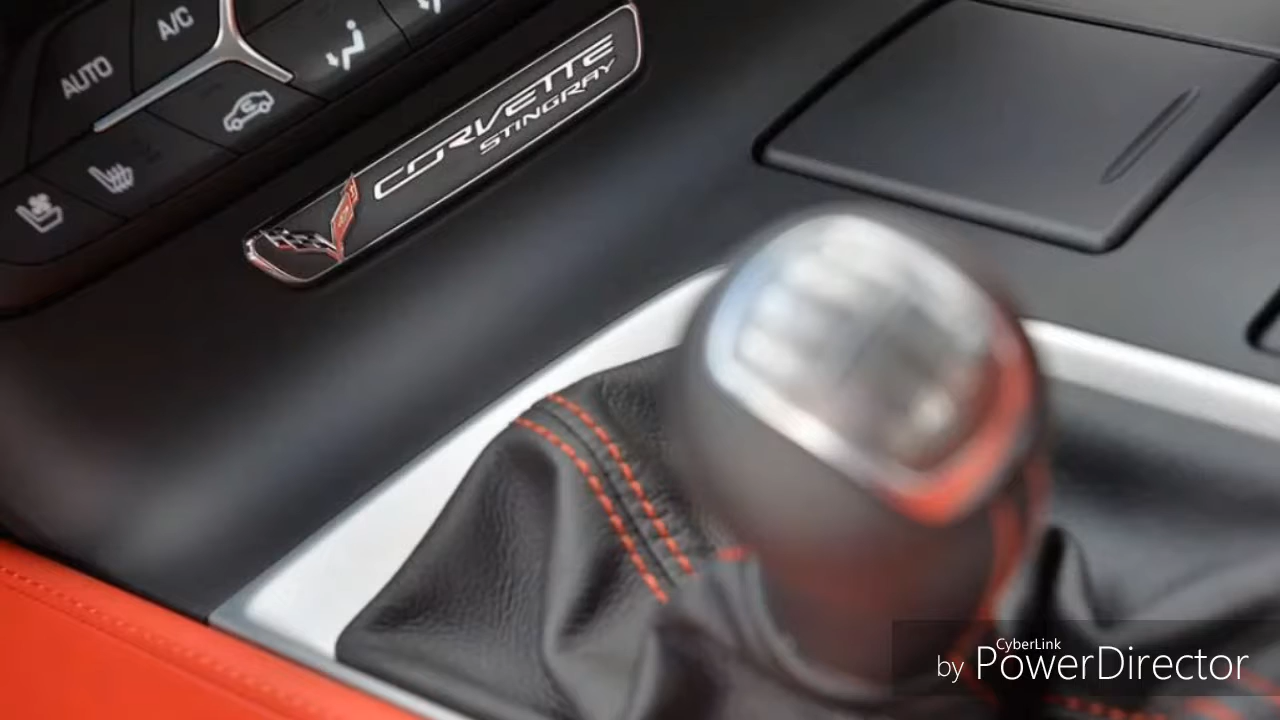 A/C
AUTO
CORVETTE
STINGRAY
CyberLink
by PowerDirector